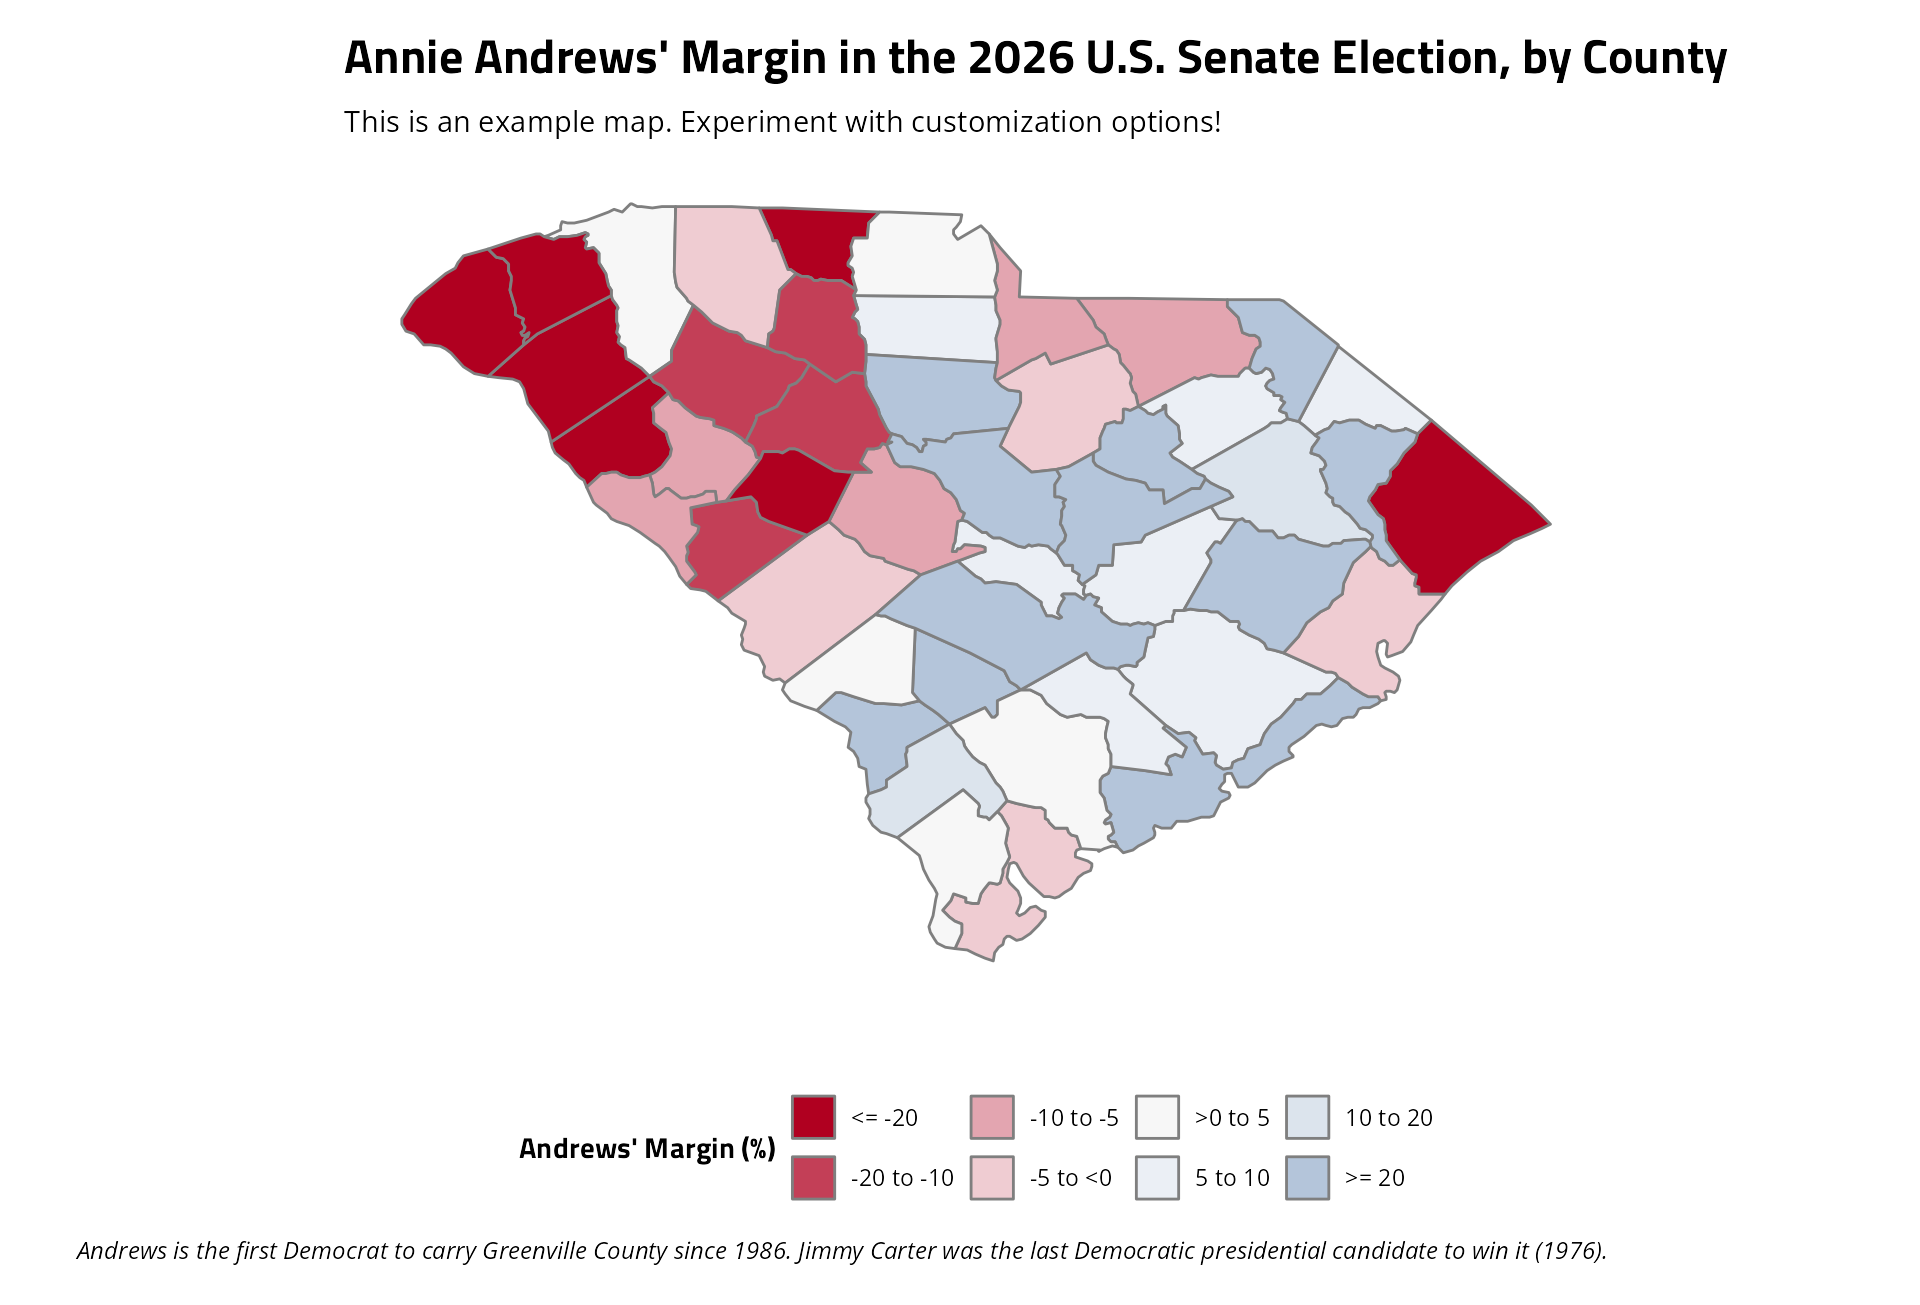 Annie Andrews' Margin in the 2026 U.S. Senate Election, by County
This is an example map. Experiment with customization options!
Andrews' Margin (%)
<= -20
-20 to -10
-10 to -5
-5 to <0
>0 to 5
5 to 10
10 to 20
>= 20
Andrews is the first Democrat to carry Greenville County since 1986. Jimmy Carter was the last Democratic presidential candidate to win it (1976).